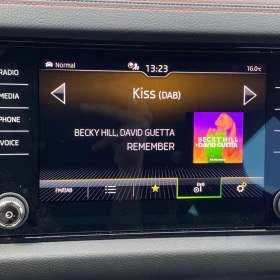 Normal 13:23 16.0°C
RADIO
Kiss (DAB)
MEDIA
BECKY HILL
DAVID GUETTA
PHONE
BECKY HILL, DAVID GUETTA
VOICE
REMEMBER
FM/DAB